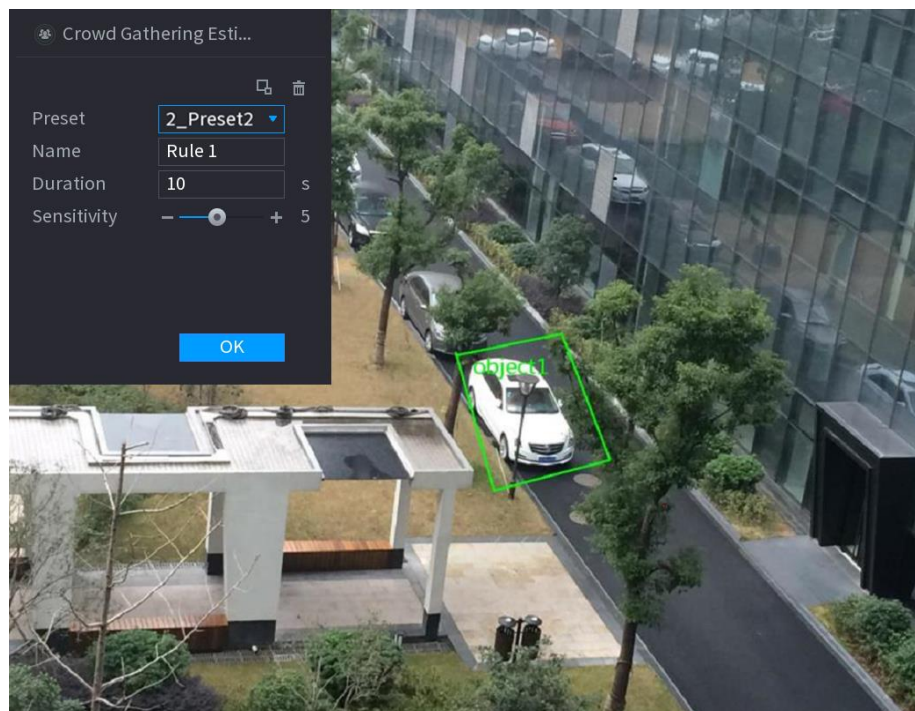 Crowd Gathering Esti...
Preset 2_Preset2
Name Rule 1
Duration 10 s
Sensitivity 5
OK
object1